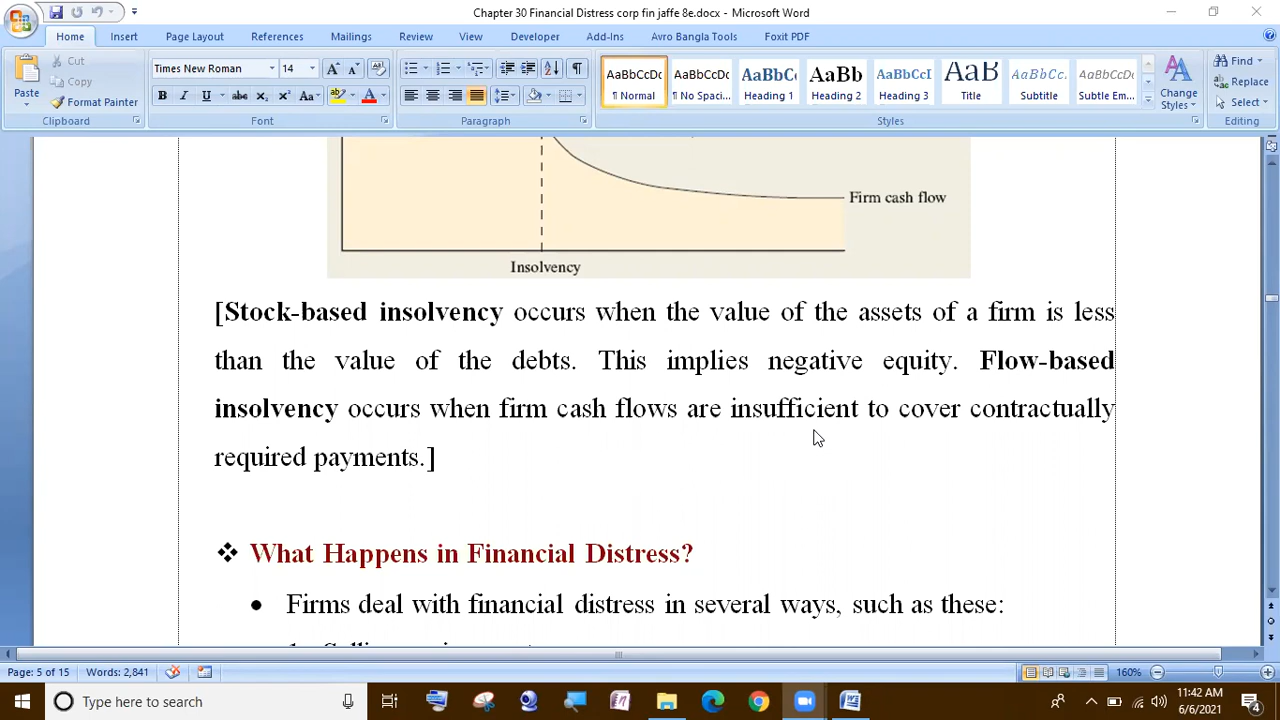 Chapter 30 Financial Distress corp fin jaffe 8e.docx - Microsoft Word
Home Insert Page Layout References Mailings Review View Developer Add-Ins Avro Bangla Tools Foxit PDF
Paste
Cut
Copy
Format Painter
Clipboard
Times New Roman 14
B I U abc x₂ x² Aa
Font
Paragraph
AaBbCcDc AaBbCcDc AaBbC AaBb AaBbCcI AaB AaBbCcI AaBbCcDc
¶ Normal ¶ No Spaci... Heading 1 Heading 2 Heading 3 Title Subtitle Subtle Em...
Styles
Change
Styles
Find
Replace
Select
Editing
Firm cash flow
Insolvency
[Stock-based insolvency occurs when the value of the assets of a firm is less
than the value of the debts. This implies negative equity. Flow-based
insolvency occurs when firm cash flows are insufficient to cover contractually
required payments.]
❖ What Happens in Financial Distress?
• Firms deal with financial distress in several ways, such as these:
Page: 5 of 15 Words: 2,841 160%
Type here to search
11:42 AM
6/6/2021
4